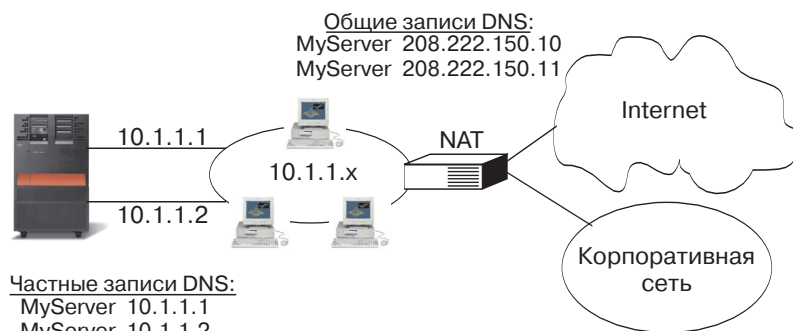 Общие записи DNS:
MyServer 208.222.150.10
MyServer 208.222.150.11
Internet
NAT
10.1.1.1
10.1.1.x
10.1.1.2
Корпоративная
сеть
Частные записи DNS:
MyServer 10.1.1.1
MyServer 10.1.1.2